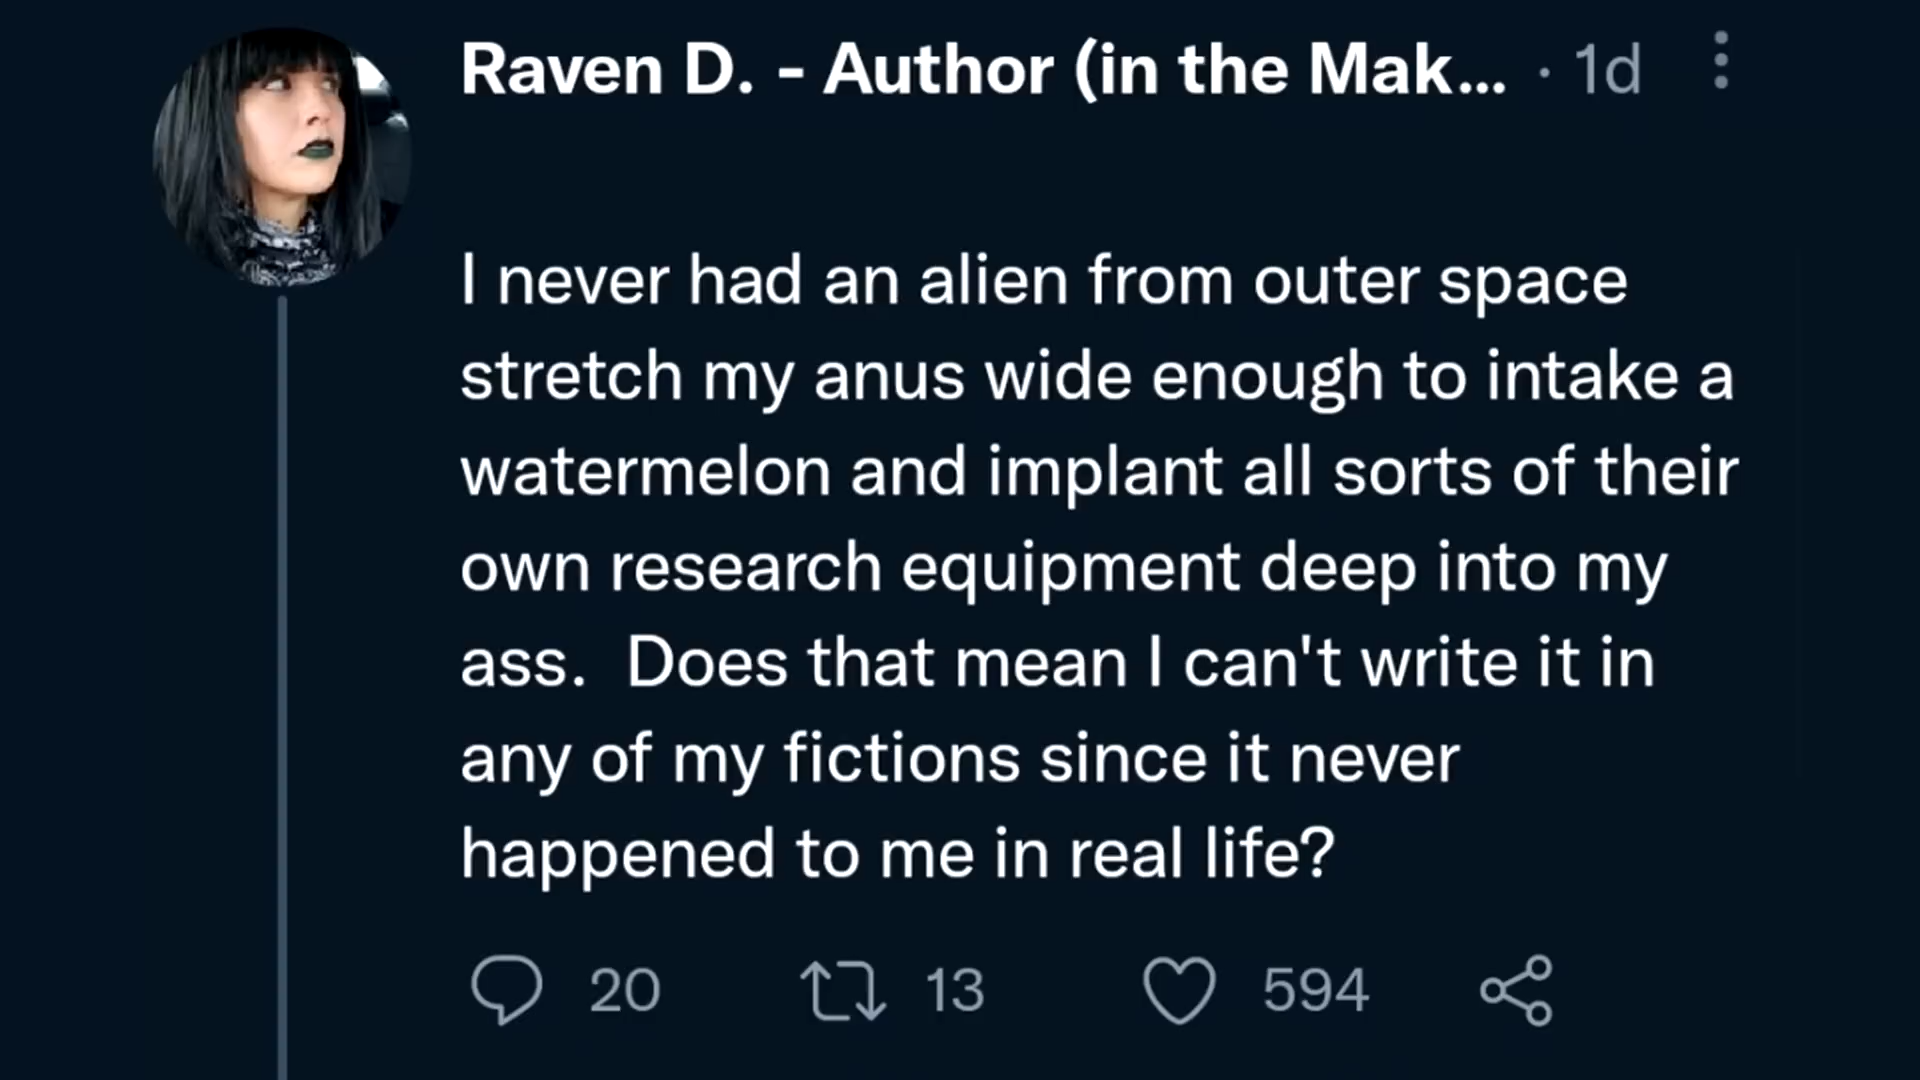 Raven D. - Author (in the Mak... · 1d
I never had an alien from outer space
stretch my anus wide enough to intake a
watermelon and implant all sorts of their
own research equipment deep into my
ass.  Does that mean I can't write it in
any of my fictions since it never
happened to me in real life?
20 13 594